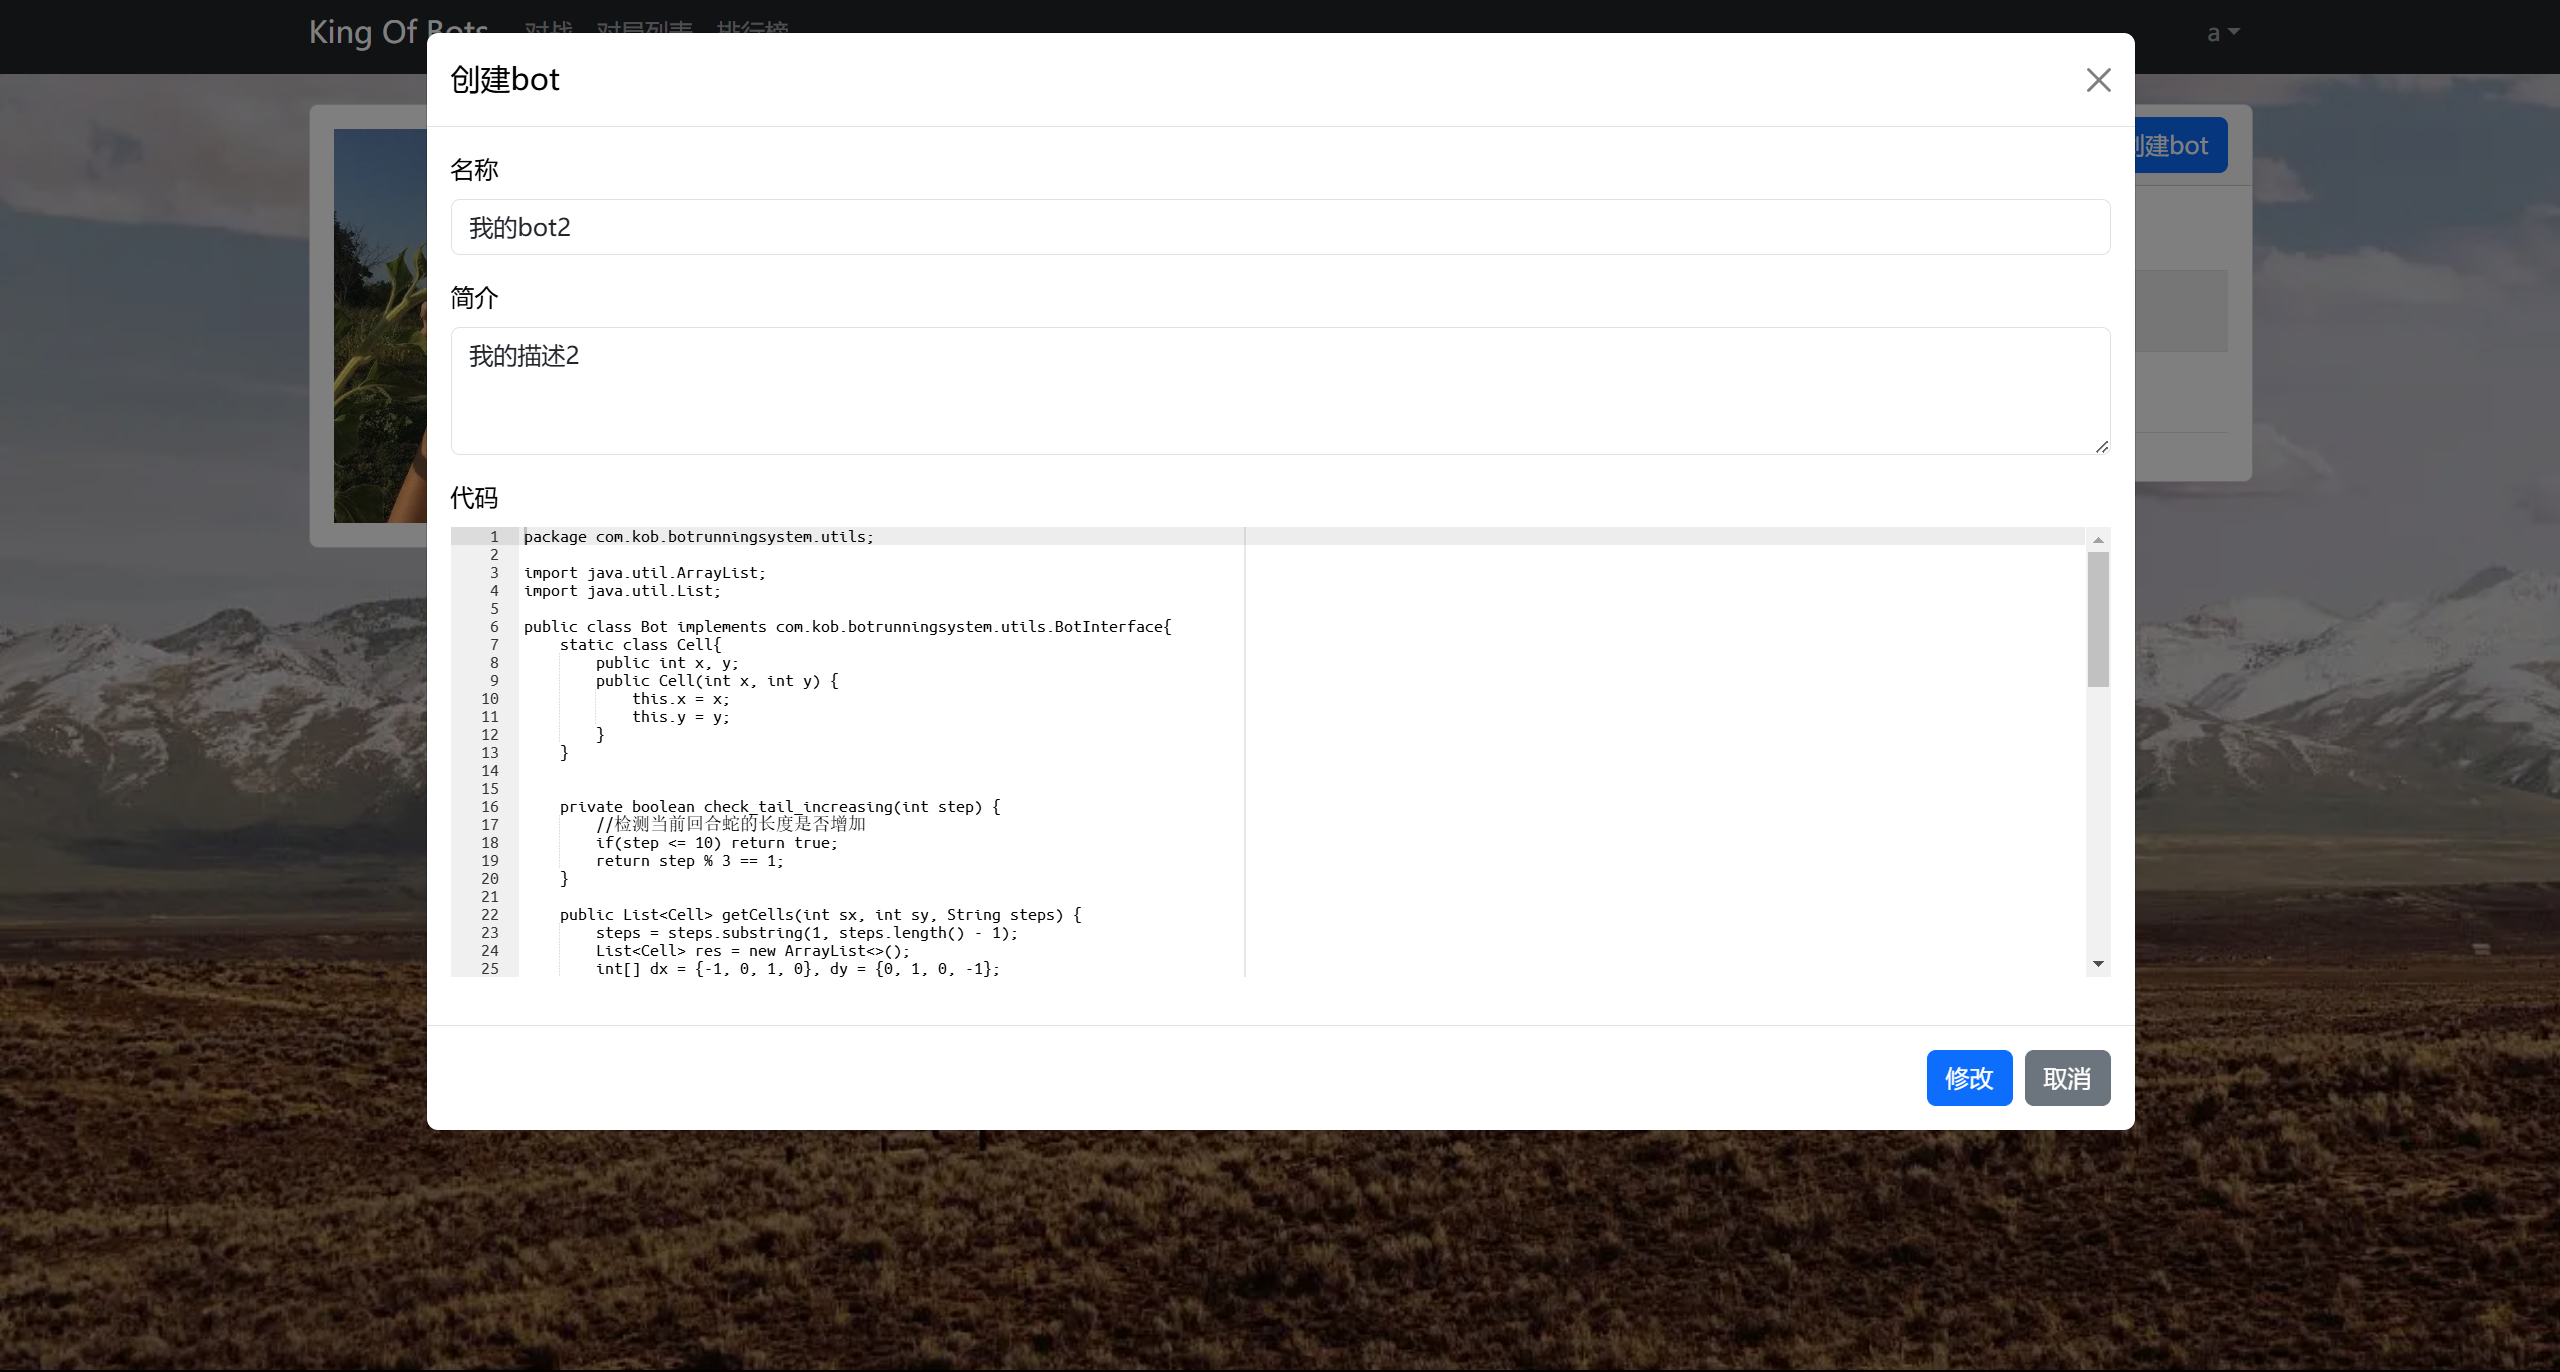 King Of Bots 对战 对局列表 排行榜 a
创建bot
创建bot
名称
我的bot2
简介
我的描述2
代码
1 package com.kob.botrunningsystem.utils;
2
3 import java.util.ArrayList;
4 import java.util.List;
5
6 public class Bot implements com.kob.botrunningsystem.utils.BotInterface{
7 static class Cell{
8 public int x, y;
9 public Cell(int x, int y) {
10 this.x = x;
11 this.y = y;
12 }
13 }
14
15
16 private boolean check_tail_increasing(int step) {
17 //检测当前回合蛇的长度是否增加
18 if(step <= 10) return true;
19 return step % 3 == 1;
20 }
21
22 public List<Cell> getCells(int sx, int sy, String steps) {
23 steps = steps.substring(1, steps.length() - 1);
24 List<Cell> res = new ArrayList<>();
25 int[] dx = {-1, 0, 1, 0}, dy = {0, 1, 0, -1};
修改 取消